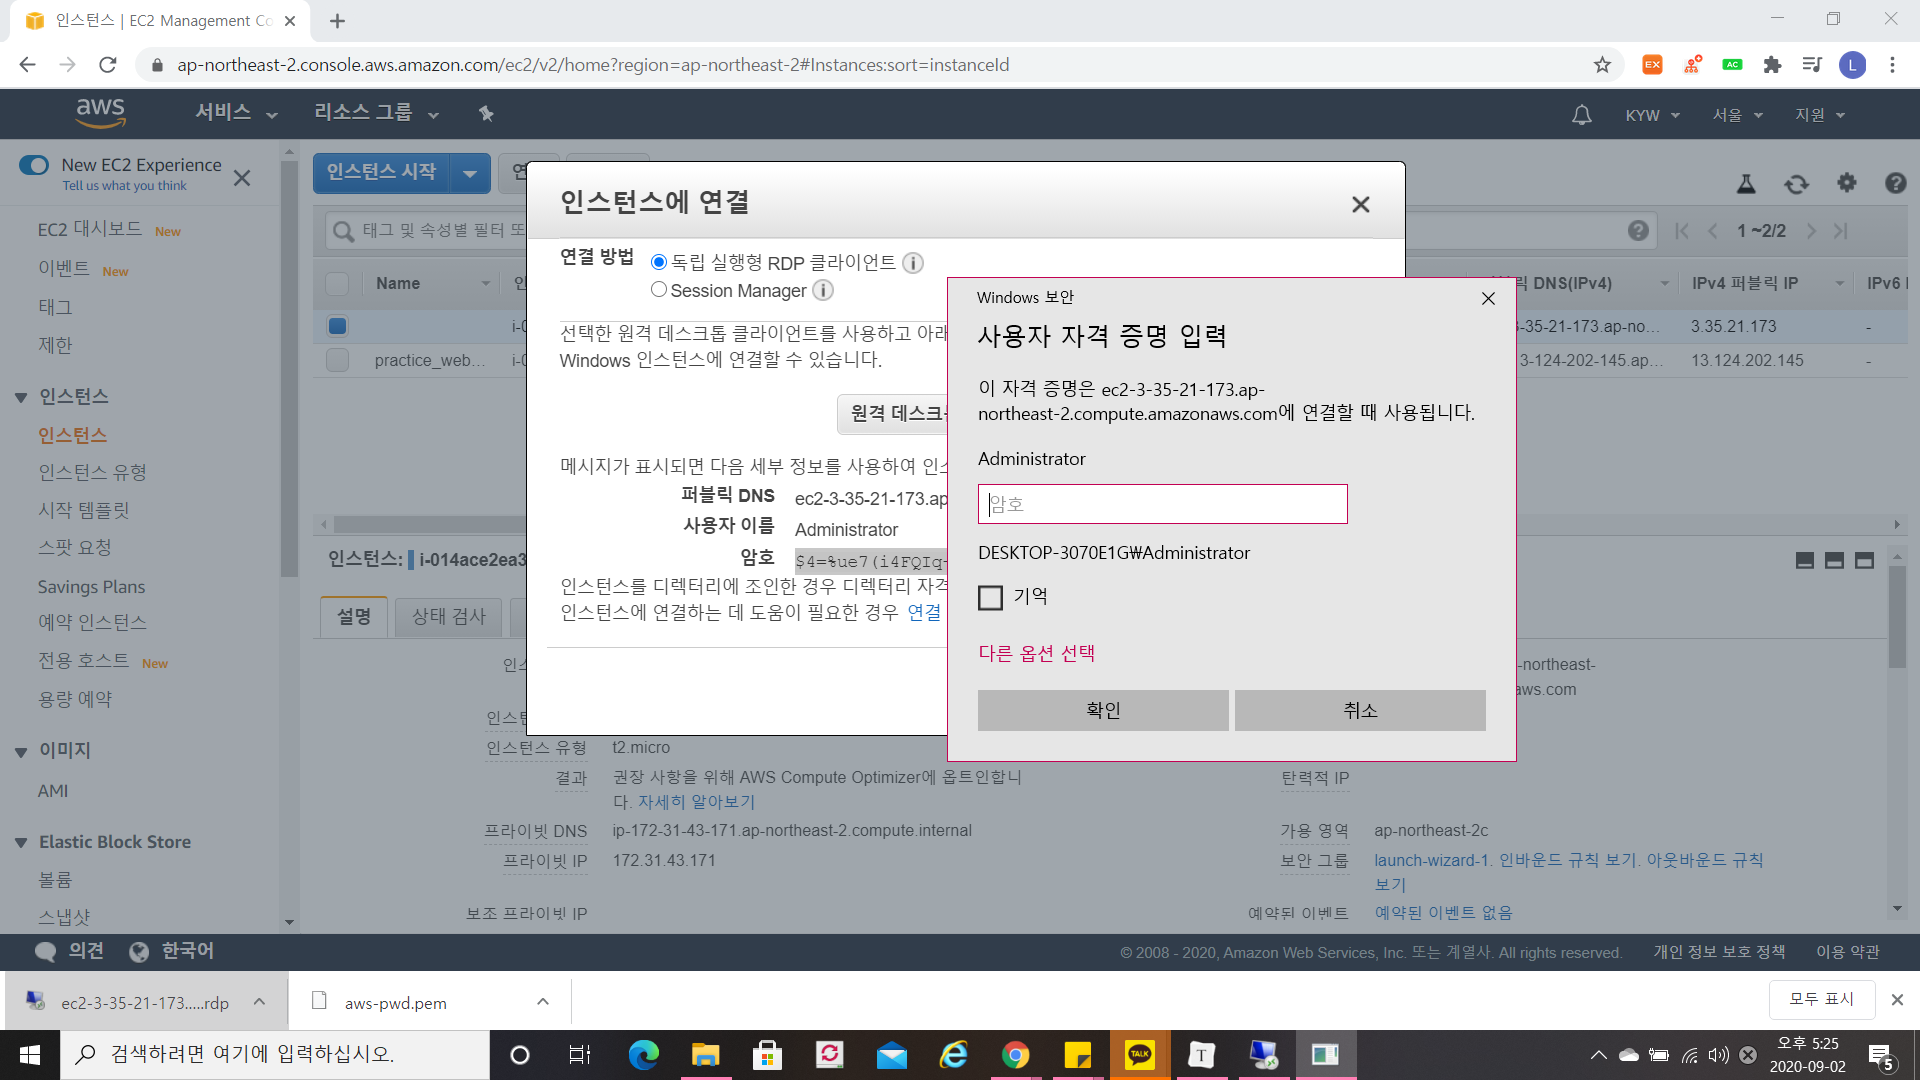 인스턴스 | EC2 Management Co
ap-northeast-2.console.aws.amazon.com/ec2/v2/home?region=ap-northeast-2#Instances:sort=instanceId
EX
AC
L
aws
서비스
리소스 그룹
KYW
서울
지원
New EC2 Experience
Tell us what you think
EC2 대시보드 New
이벤트 New
태그
제한
인스턴스
인스턴스
인스턴스 유형
시작 템플릿
스팟 요청
Savings Plans
예약 인스턴스
전용 호스트 New
용량 예약
이미지
AMI
Elastic Block Store
볼륨
스냅샷
인스턴스 시작
태그 및 속성별 필터 또
1 ~2/2
Name
DNS(IPv4)
IPv4 퍼블릭 IP
IPv6
-35-21-173.ap-no...
3.35.21.173
-
practice_web...
3-124-202-145.ap...
13.124.202.145
-
인스턴스에 연결
연결 방법
독립 실행형 RDP 클라이언트
Session Manager
선택한 원격 데스크톱 클라이언트를 사용하고 아래
Windows 인스턴스에 연결할 수 있습니다.
원격 데스크
메시지가 표시되면 다음 세부 정보를 사용하여 인스
퍼블릭 DNS ec2-3-35-21-173.ap
사용자 이름 Administrator
암호 $4=%ue7(i4FQIq
인스턴스를 디렉터리에 조인한 경우 디렉터리 자격
인스턴스에 연결하는 데 도움이 필요한 경우 연결
Windows 보안
사용자 자격 증명 입력
이 자격 증명은 ec2-3-35-21-173.ap-
northeast-2.compute.amazonaws.com에 연결할 때 사용됩니다.
Administrator
암호
DESKTOP-3070E1G₩Administrator
기억
다른 옵션 선택
확인
취소
인스턴스: i-014ace2ea3
설명
상태 검사
-northeast-
aws.com
인스턴스 유형 t2.micro
결과 권장 사항을 위해 AWS Compute Optimizer에 옵트인합니
다. 자세히 알아보기
탄력적 IP
프라이빗 DNS ip-172-31-43-171.ap-northeast-2.compute.internal
가용 영역 ap-northeast-2c
프라이빗 IP 172.31.43.171
보안 그룹 launch-wizard-1. 인바운드 규칙 보기. 아웃바운드 규칙
보기
보조 프라이빗 IP
예약된 이벤트 예약된 이벤트 없음
의견
한국어
© 2008 - 2020, Amazon Web Services, Inc. 또는 계열사. All rights reserved.
개인 정보 보호 정책
이용 약관
ec2-3-35-21-173.....rdp
aws-pwd.pem
모두 표시
검색하려면 여기에 입력하십시오.
TALK
T
오후 5:25
2020-09-02
5